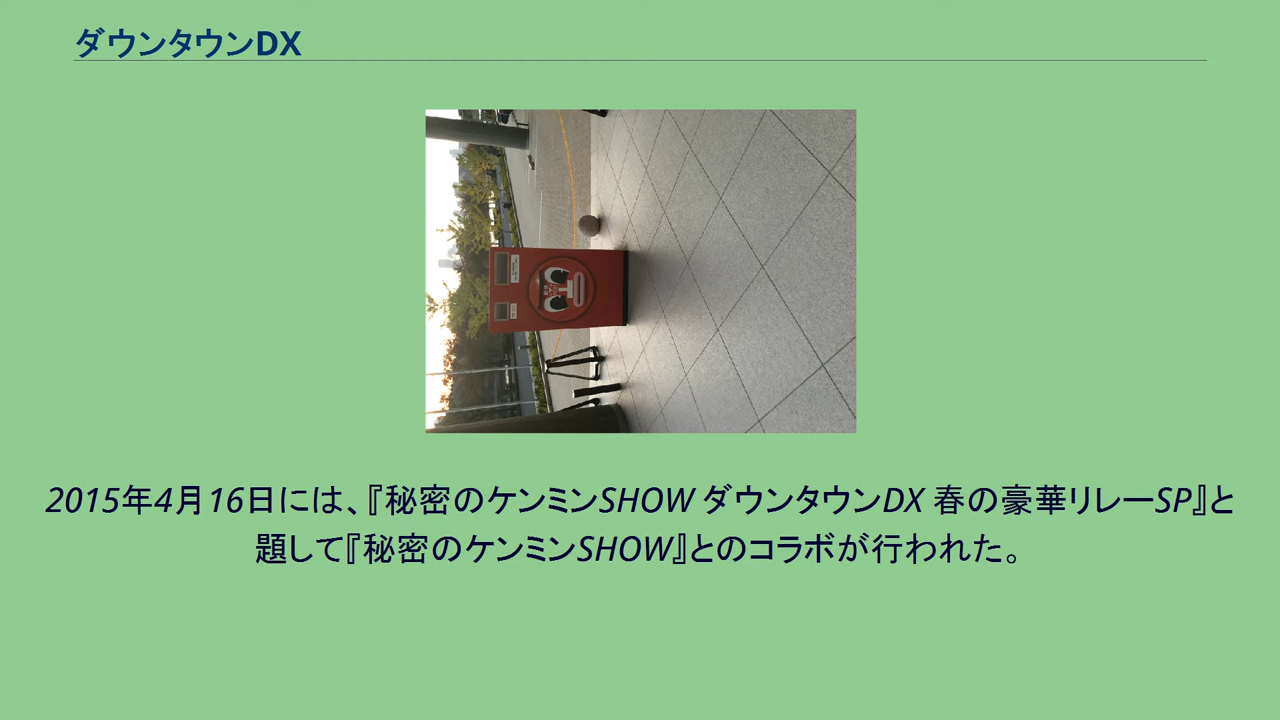 ダウンタウンDX
2015年4月16日には、『秘密のケンミンSHOW ダウンタウンDX 春の豪華リレーSP』と
題して『秘密のケンミンSHOW』とのコラボが行われた。